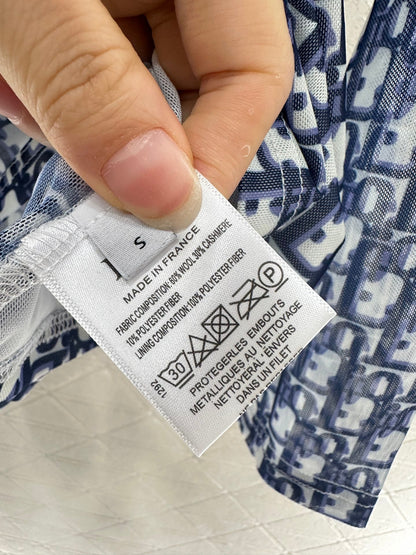 S
MADE IN FRANCE
FABRIC COMPOSITION: 60% WOOL 30% CASHMERE
10% POLYESTER FIBER
LINING COMPOSITION:100% POLYESTER FIBER
30 P
PROTEGERLES EMBOUTS
METALLIQUES AU NETTOYAGE
NETTOVERAL'ENVERS
DANS UN FILET